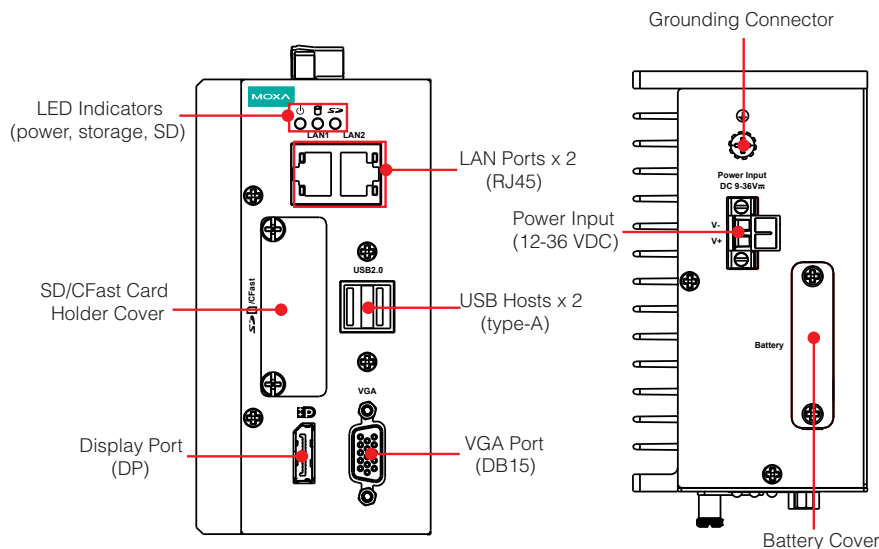 Grounding Connector
MOXA
LED Indicators
(power, storage, SD)
LAN1 LAN2
LAN Ports x 2
(RJ45)
Power Input
DC 9-36V
Power Input
(12-36 VDC)
V-
V+
USB2.0
SD/CFast Card
Holder Cover
/CFast
USB Hosts x 2
(type-A)
Battery
VGA
Display Port
(DP)
VGA Port
(DB15)
Battery Cover